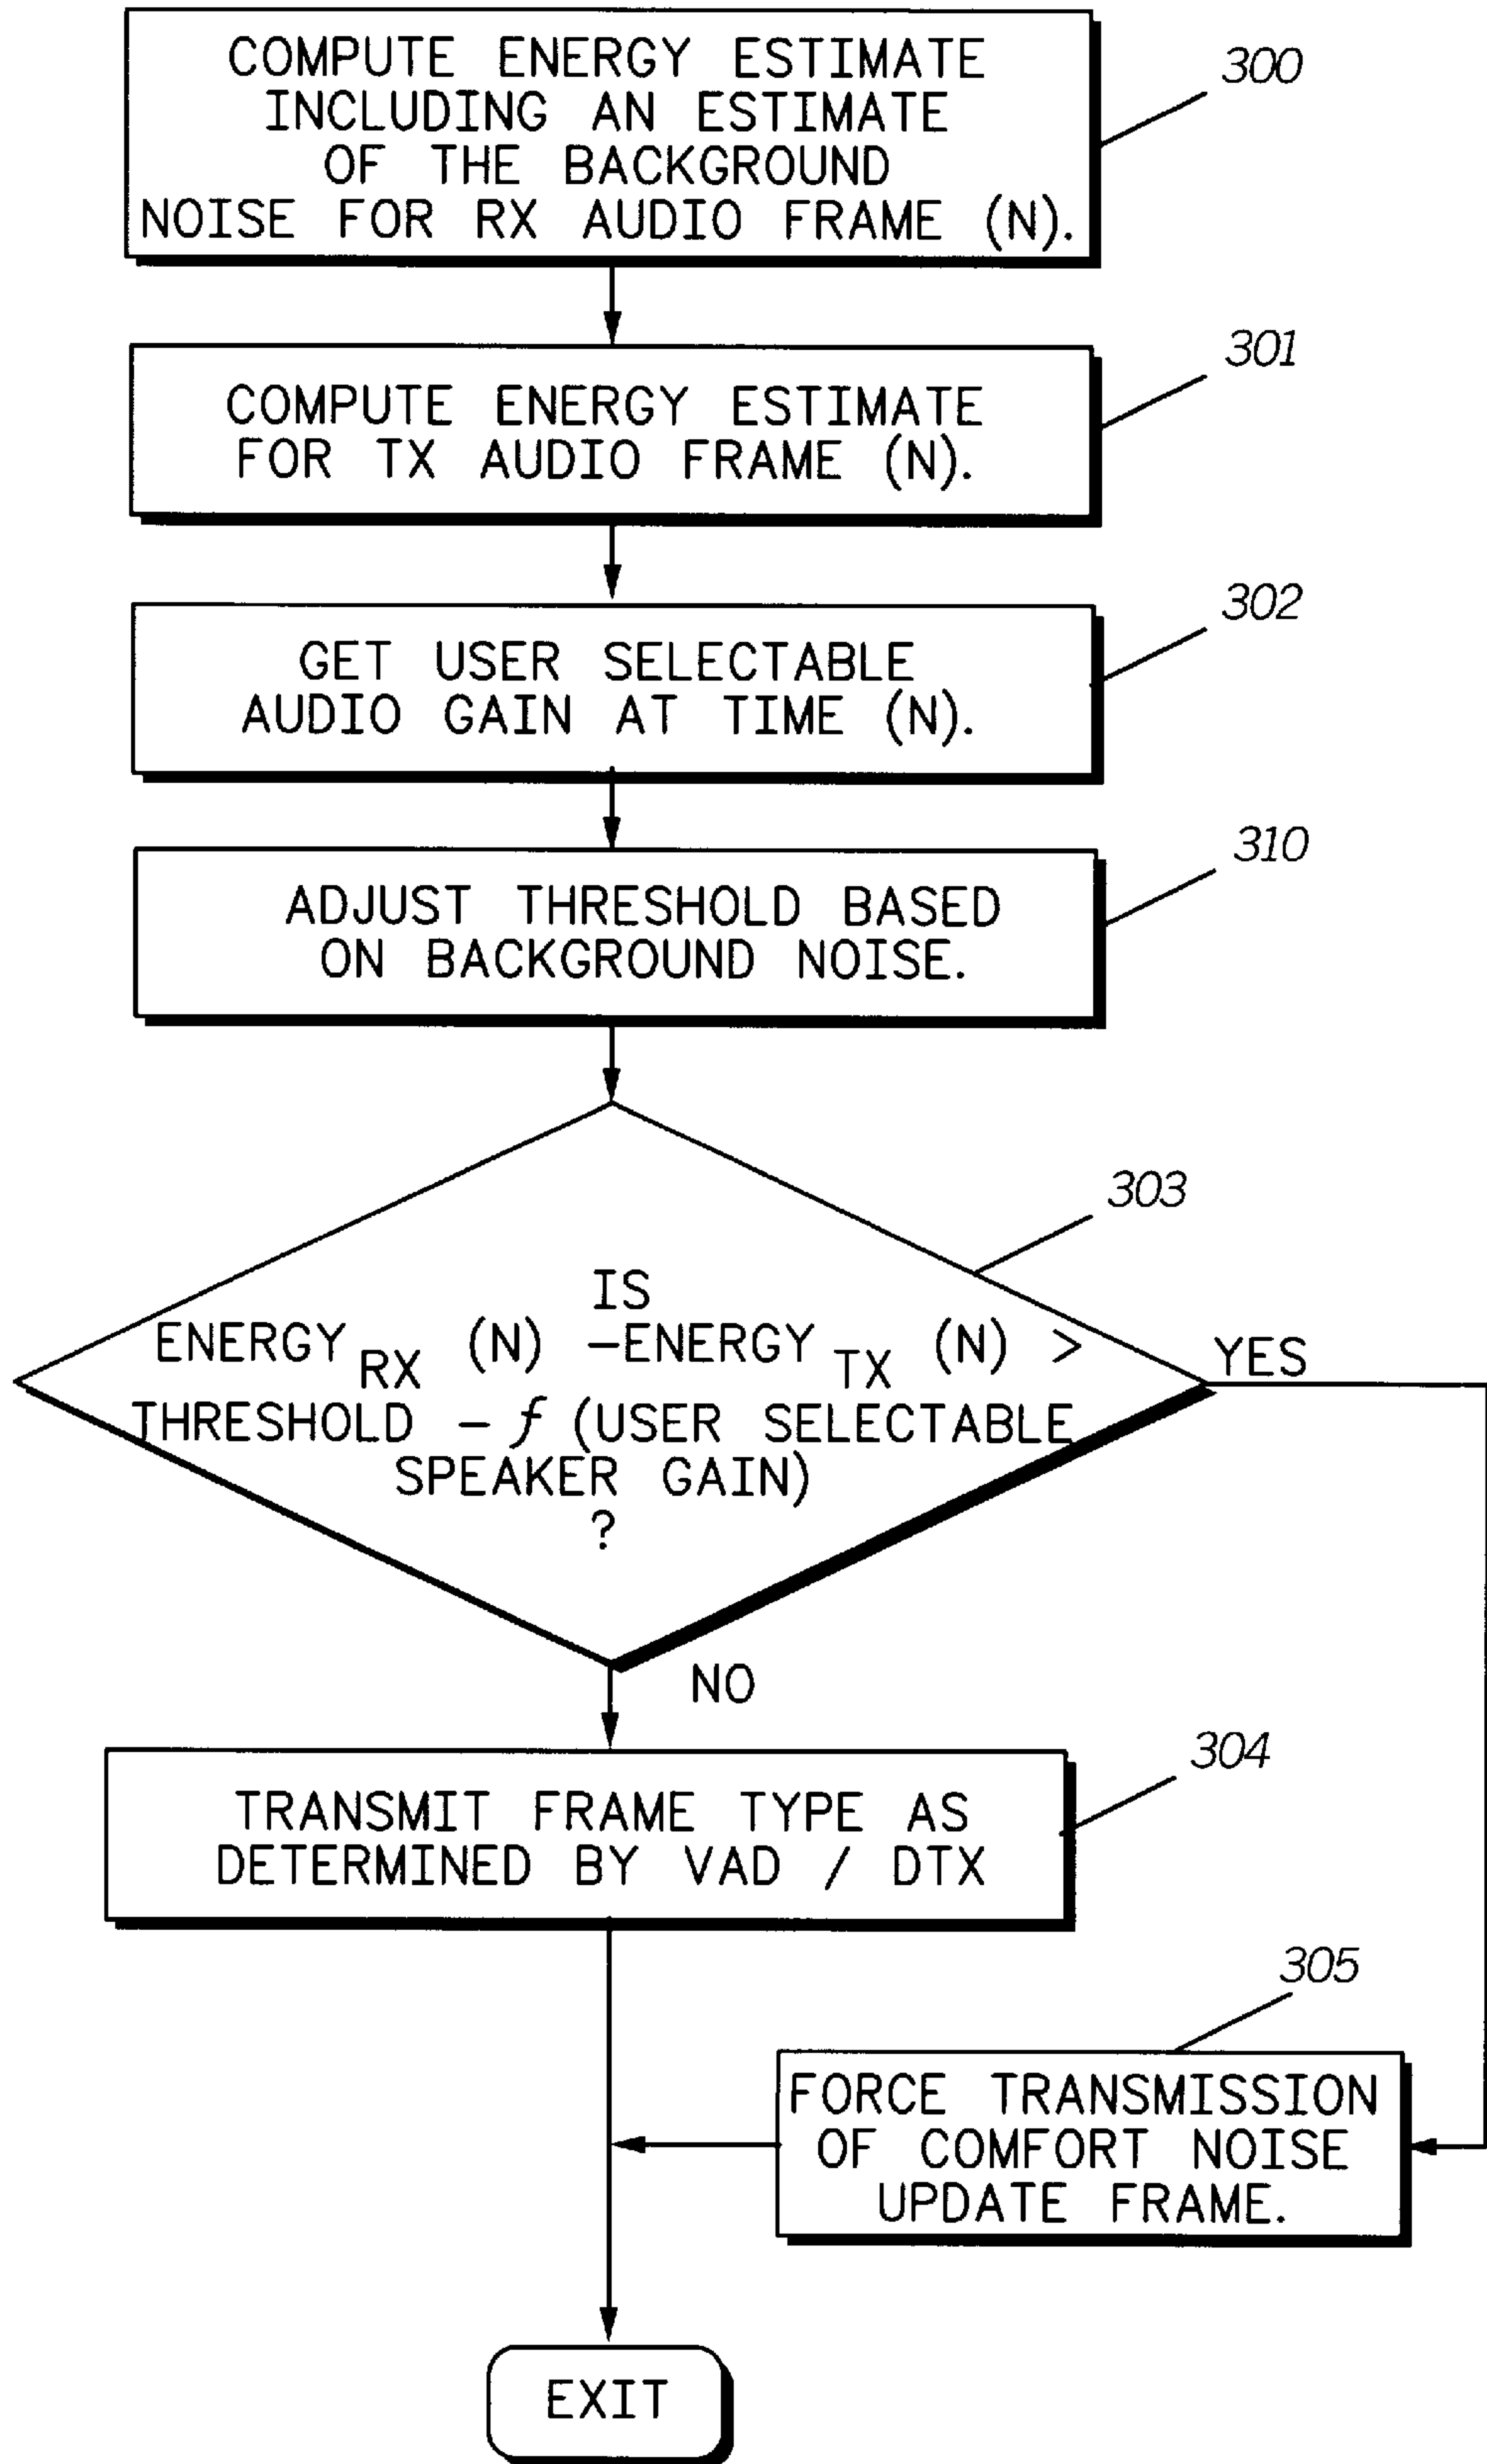 COMPUTE ENERGY ESTIMATE
INCLUDING AN ESTIMATE
OF THE BACKGROUND
NOISE FOR RX AUDIO FRAME (N).
300
COMPUTE ENERGY ESTIMATE
FOR TX AUDIO FRAME (N).
301
GET USER SELECTABLE
AUDIO GAIN AT TIME (N).
302
ADJUST THRESHOLD BASED
ON BACKGROUND NOISE.
310
303
IS
ENERGY RX (N) -ENERGY TX (N) >
THRESHOLD - f (USER SELECTABLE
SPEAKER GAIN)
?
YES
NO
TRANSMIT FRAME TYPE AS
DETERMINED BY VAD / DTX
304
305
FORCE TRANSMISSION
OF COMFORT NOISE
UPDATE FRAME.
EXIT